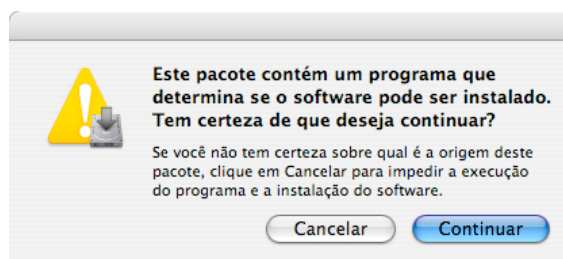 Este pacote contém um programa que
determina se o software pode ser instalado.
Tem certeza de que deseja continuar?
Se você não tem certeza sobre qual é a origem deste
pacote, clique em Cancelar para impedir a execução
do programa e a instalação do software.
Cancelar Continuar